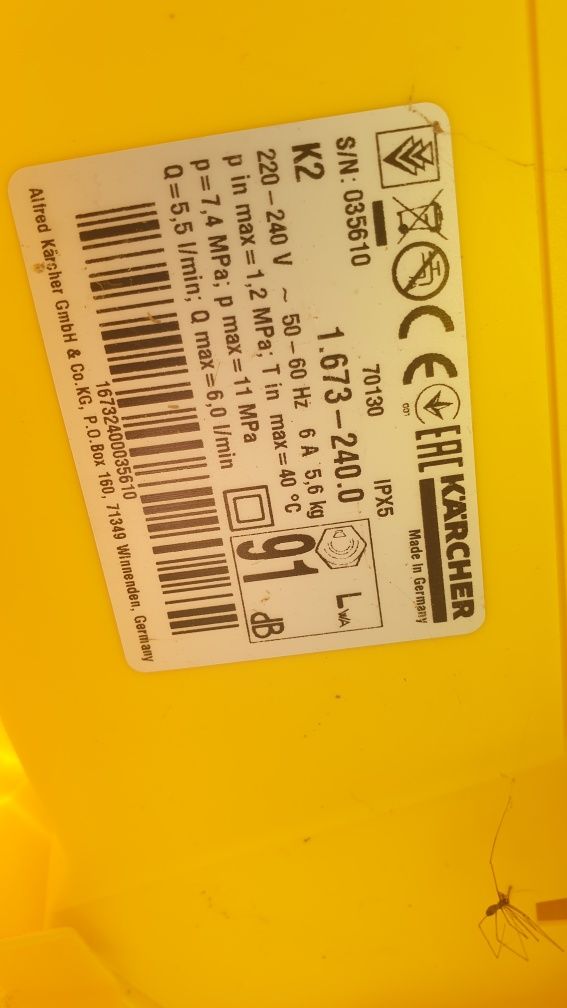 KÄRCHER
Made in Germany
CE
001
EAC
70130
IPX5
S/N: 035610
K2
1.673-240.0
220-240 V ~ 50-60 Hz 6 A 5,6 kg
p in max=1,2 MPa; T in max=40 °C
p=7,4 MPa; p max=11 MPa
Q=5,5 l/min; Q max=6,0 l/min
LWA
91
dB
16732400035610
Alfred Kärcher GmbH & Co.KG, P.O.Box 160, 71349 Winnenden, Germany